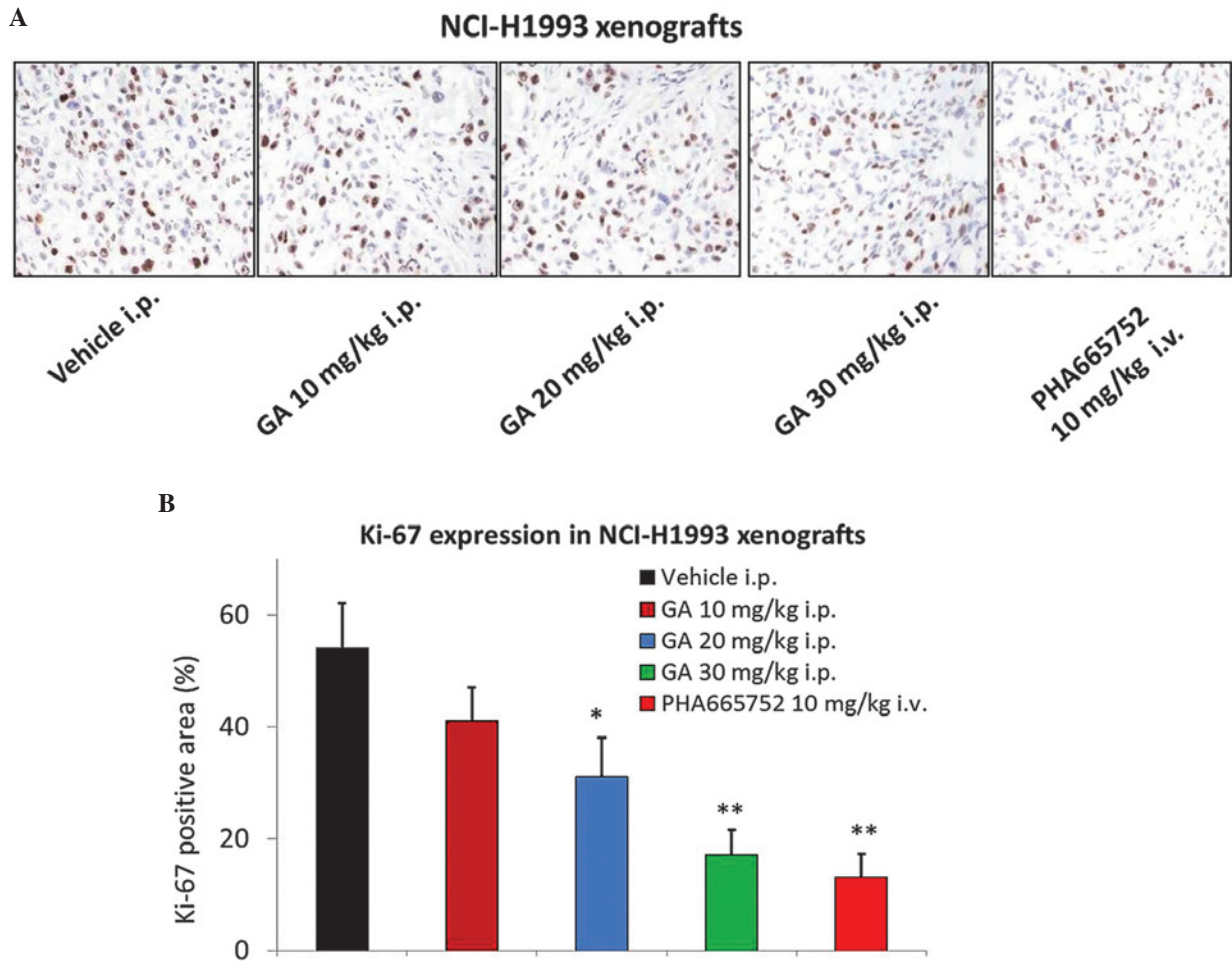 A
NCI-H1993 xenografts
Vehicle i.p.
GA 10 mg/kg i.p.
GA 20 mg/kg i.p.
GA 30 mg/kg i.p.
PHA665752
10 mg/kg i.v.
B
Ki-67 expression in NCI-H1993 xenografts
Vehicle i.p.
GA 10 mg/kg i.p.
GA 20 mg/kg i.p.
GA 30 mg/kg i.p.
PHA665752 10 mg/kg i.v.
Ki-67 positive area (%)
60
40
20
0
*
**
**